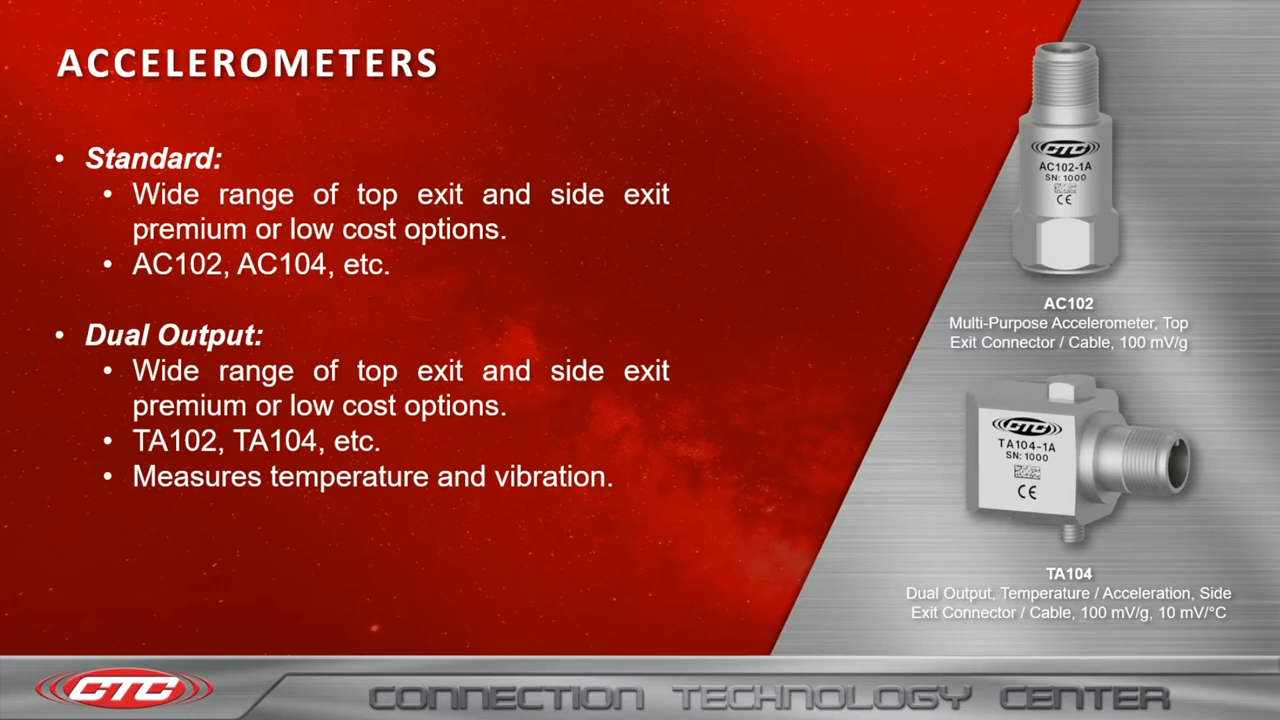 ACCELEROMETERS
• Standard:
• Wide range of top exit and side exit
premium or low cost options.
• AC102, AC104, etc.
• Dual Output:
• Wide range of top exit and side exit
premium or low cost options.
• TA102, TA104, etc.
• Measures temperature and vibration.
CTC
AC102-1A
SN: 1000
CE
AC102
Multi-Purpose Accelerometer, Top
Exit Connector / Cable, 100 mV/g
CTC
TA104-1A
SN: 1000
CE
TA104
Dual Output, Temperature / Acceleration, Side
Exit Connector / Cable, 100 mV/g, 10 mV/°C
CTC
CONNECTION TECHNOLOGY CENTER